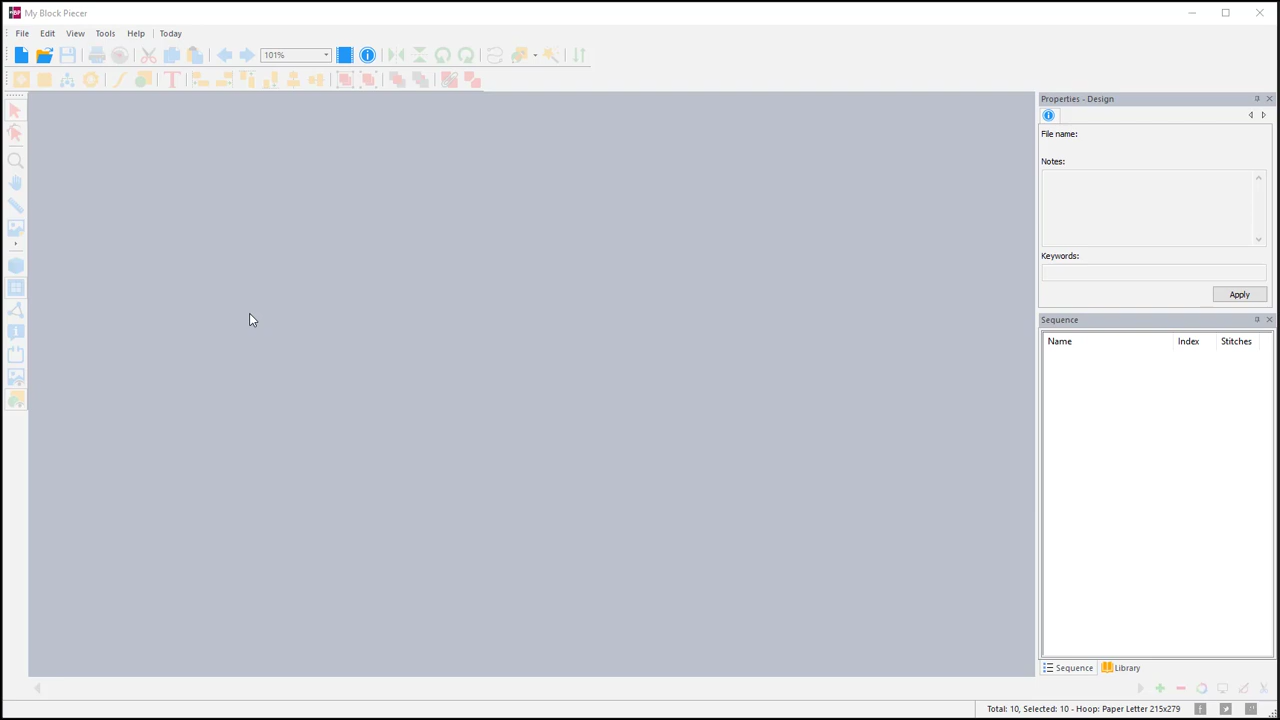 My Block Piecer
File Edit View Tools Help Today
101%
Properties - Design
File name:
Notes:
Keywords:
Apply
Sequence
Name Index Stitches
Sequence Library
Total: 10, Selected: 10 - Hoop: Paper Letter 215x279